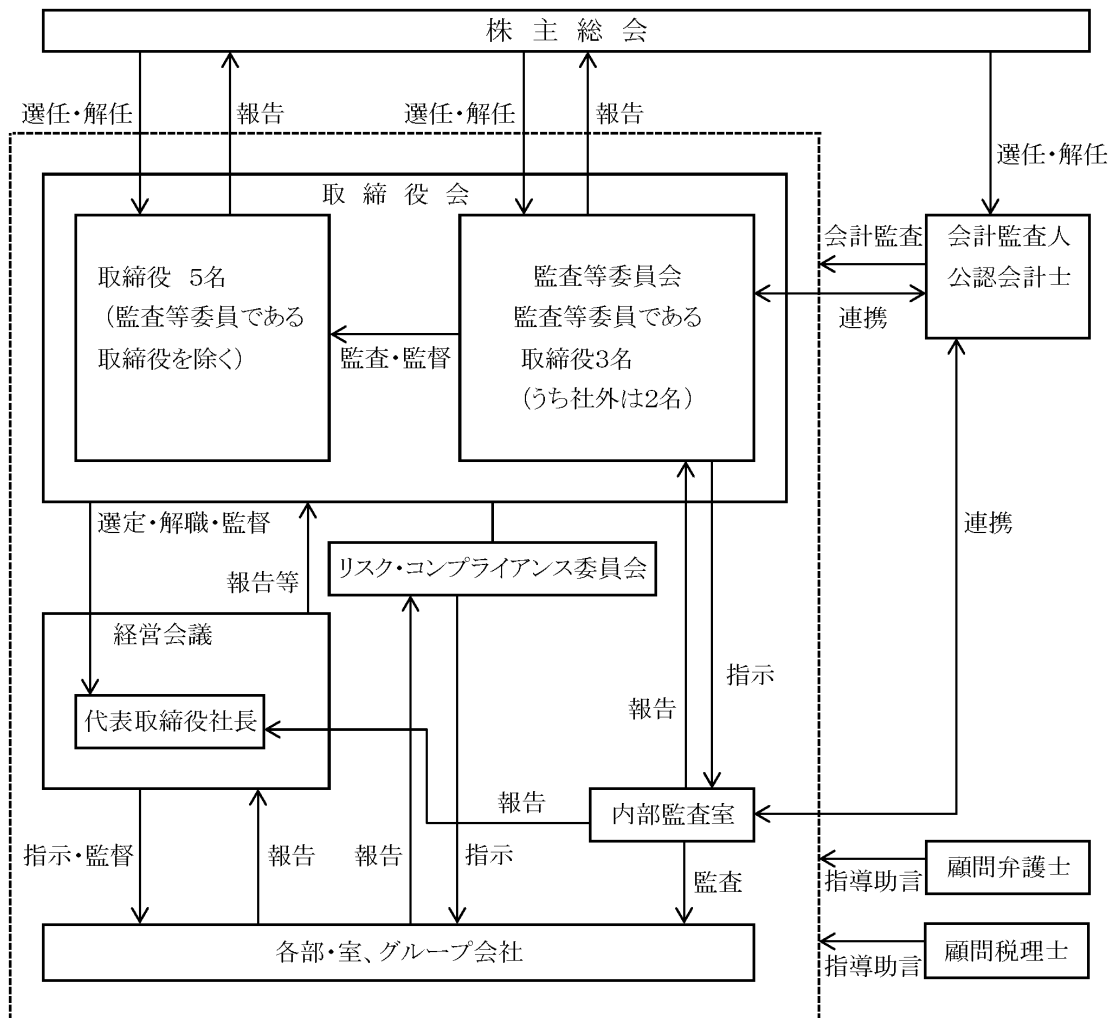 株主総会
選任・解任
報告
選任・解任
報告
選任・解任
取締役会
取締役 5名
（監査等委員である
取締役を除く）
監査・監督
監査等委員会
監査等委員である
取締役3名
（うち社外は2名）
会計監査
連携
会計監査人
公認会計士
選定・解職・監督
報告等
リスク・コンプライアンス委員会
連携
経営会議
代表取締役社長
報告
指示
報告
内部監査室
指示・監督
報告
報告
指示
監査
指導助言
顧問弁護士
各部・室、グループ会社
指導助言
顧問税理士